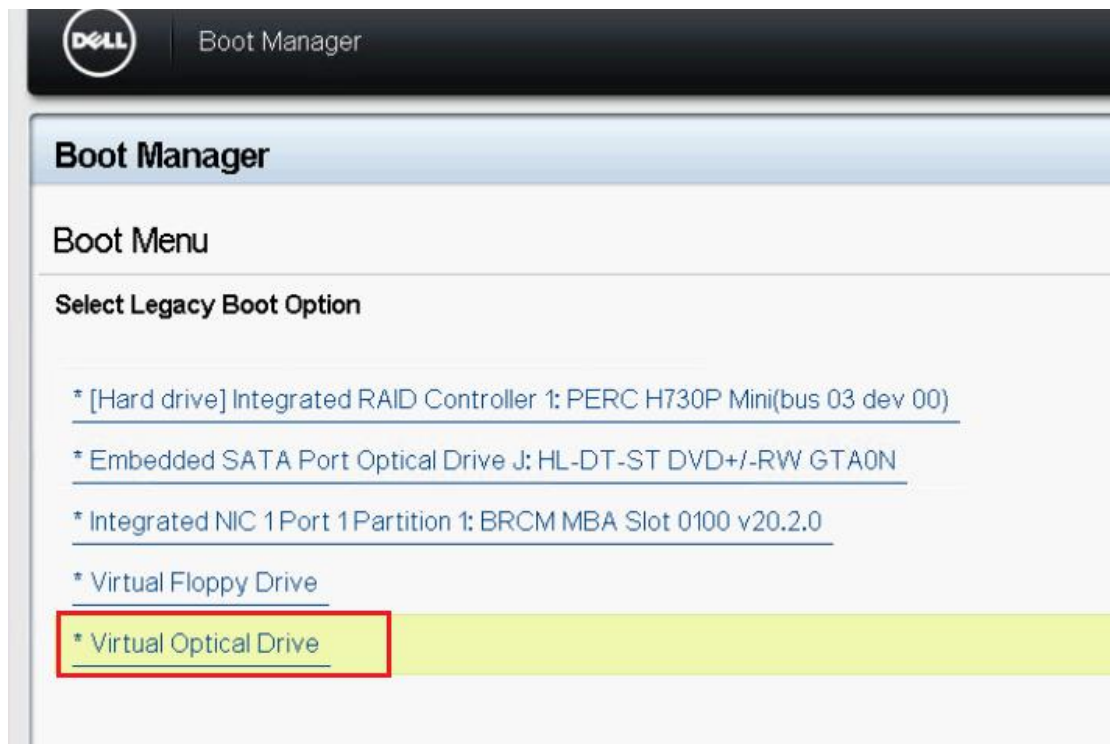 DELL
Boot Manager
Boot Manager
Boot Menu
Select Legacy Boot Option
* [Hard drive] Integrated RAID Controller 1: PERC H730P Mini(bus 03 dev 00)
* Embedded SATA Port Optical Drive J: HL-DT-ST DVD+/-RW GTA0N
* Integrated NIC 1 Port 1 Partition 1: BRCM MBA Slot 0100 v20.2.0
* Virtual Floppy Drive
* Virtual Optical Drive